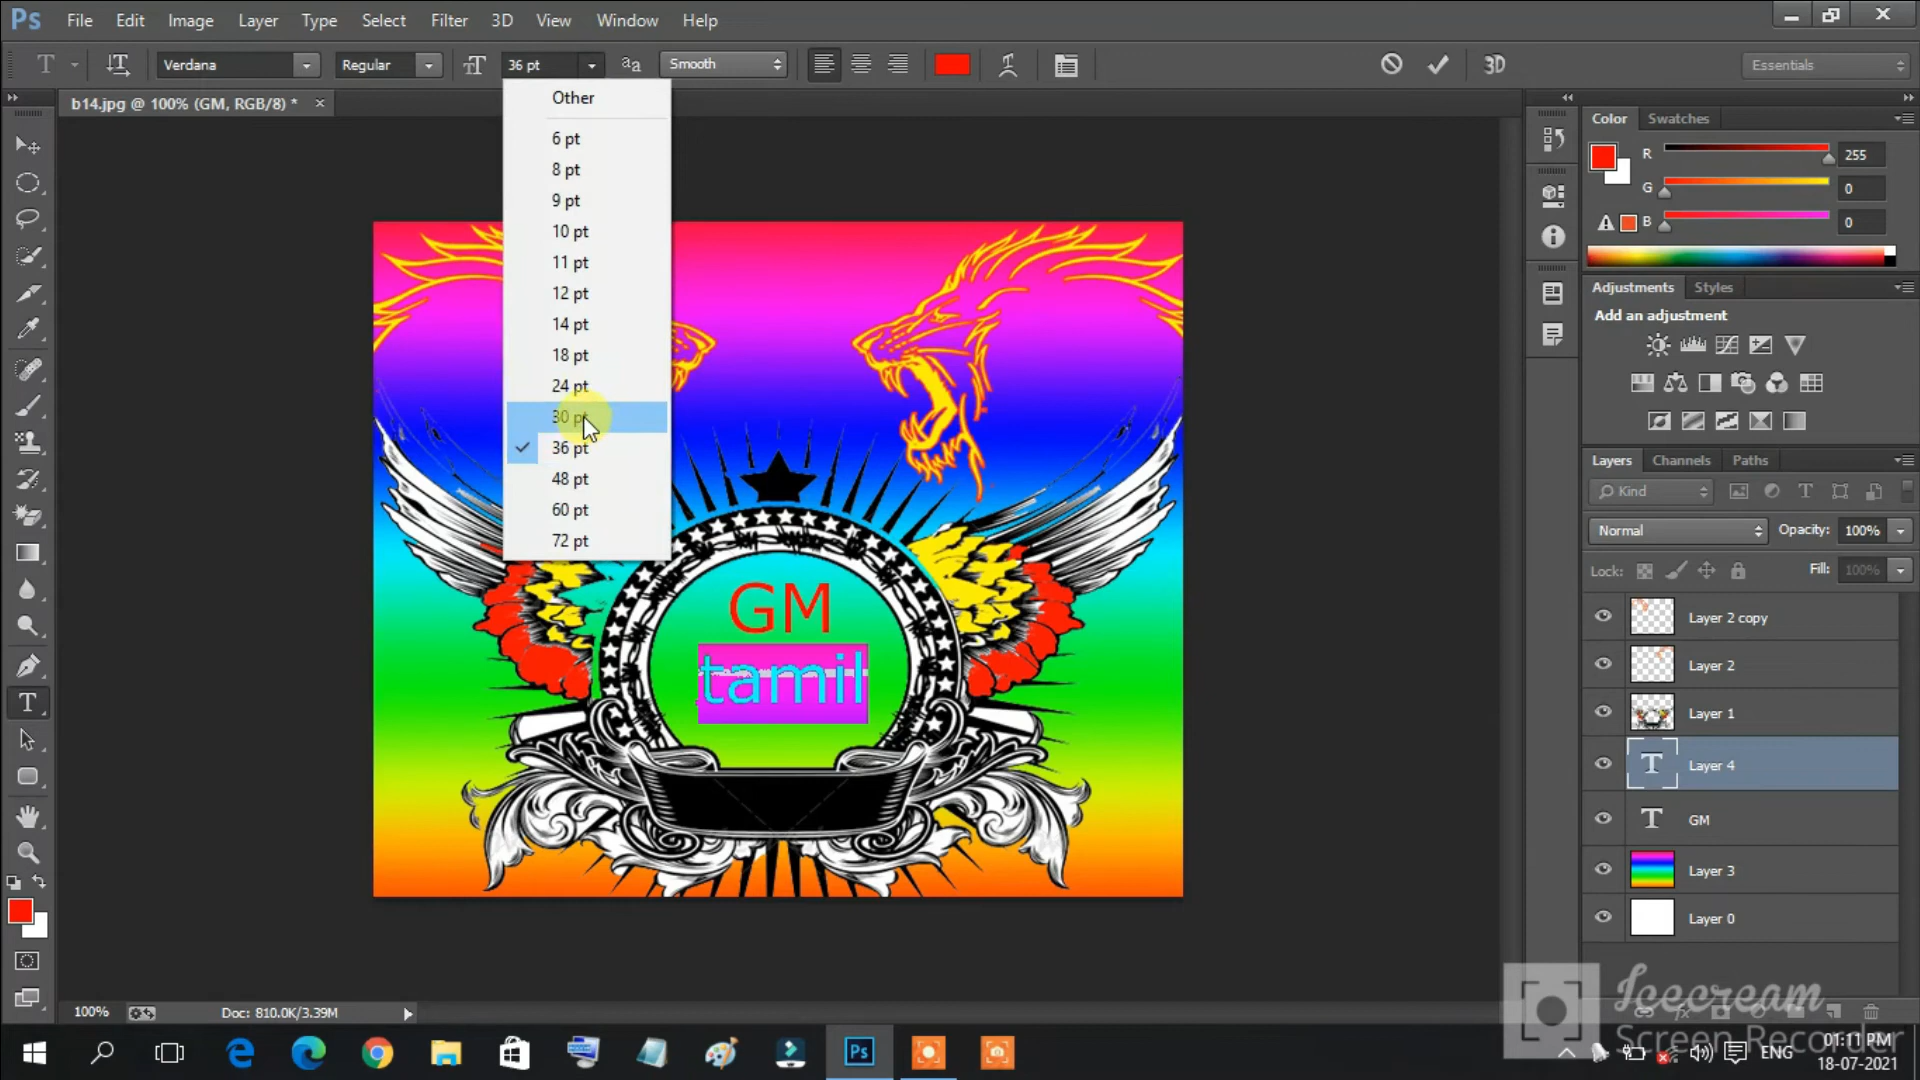 Ps File Edit Image Layer Type Select Filter 3D View Window Help
T Verdana Regular 36 pt aa Smooth 3D Essentials
b14.jpg @ 100% (GM, RGB/8) *
Other
6 pt
8 pt
9 pt
10 pt
11 pt
12 pt
14 pt
18 pt
24 pt
30 pt
36 pt
48 pt
60 pt
72 pt
GM
tamil
Color Swatches
R 255
G 0
B 0
Adjustments Styles
Add an adjustment
Layers Channels Paths
Kind
Normal Opacity: 100%
Lock: Fill: 100%
Layer 2 copy
Layer 2
Layer 1
T Layer 4
T GM
Layer 3
Layer 0
100% Doc: 810.0K/3.39M
Icecream
Screen Recorder
Ps
ENG
01:11 PM
18-07-2021